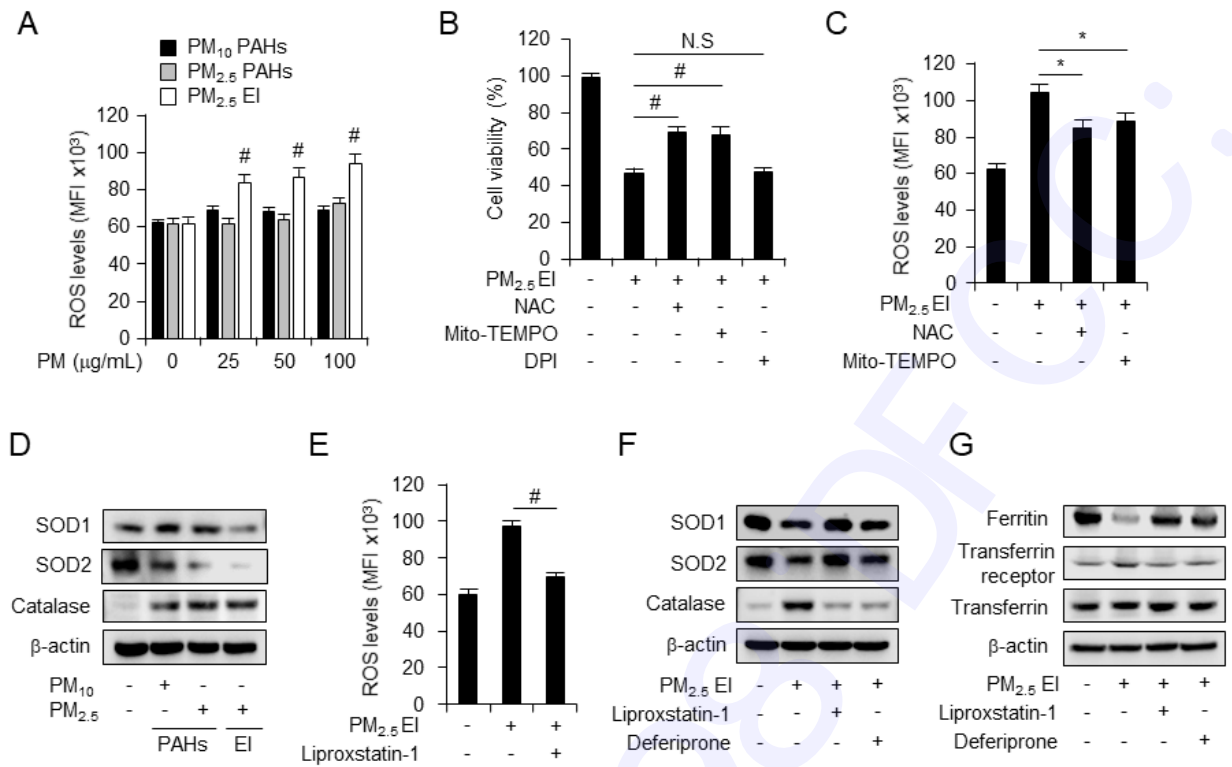 A
PM10 PAHs
PM2.5 PAHs
PM2.5 EI
ROS levels (MFI x10³)
120
100
80
60
40
20
0
# # #
PM (μg/mL) 0 25 50 100
B
Cell viability (%)
120
100
80
60
40
20
0
N.S
#
#
PM2.5 EI - + + + +
NAC - - + - -
Mito-TEMPO - - - + -
DPI - - - - +
C
ROS levels (MFI x10³)
120
100
80
60
40
20
0
*
*
PM2.5 EI - + + +
NAC - - + -
Mito-TEMPO - - - +
D
SOD1
SOD2
Catalase
β-actin
PM10 - + - -
PM2.5 - - + +
PAHs EI
E
ROS levels (MFI x10³)
120
100
80
60
40
20
0
#
PM2.5 EI - + +
Liproxstatin-1 - - +
F
SOD1
SOD2
Catalase
β-actin
PM2.5 EI - + + +
Liproxstatin-1 - - + -
Deferiprone - - - +
G
Ferritin
Transferrin
receptor
Transferrin
β-actin
PM2.5 EI - + + +
Liproxstatin-1 - - + -
Deferiprone - - - +